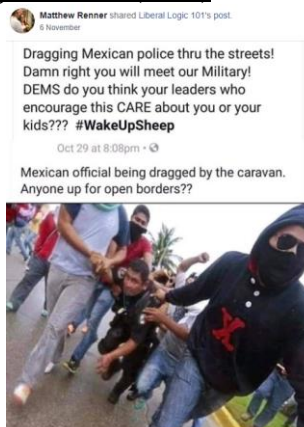 Matthew Renner shared Liberal Logic 101's post.
6 November
Dragging Mexican police thru the streets!
Damn right you will meet our Military!
DEMS do you think your leaders who
encourage this CARE about you or your
kids??? #WakeUpSheep
Oct 29 at 8:08pm •
Mexican official being dragged by the caravan.
Anyone up for open borders??
X